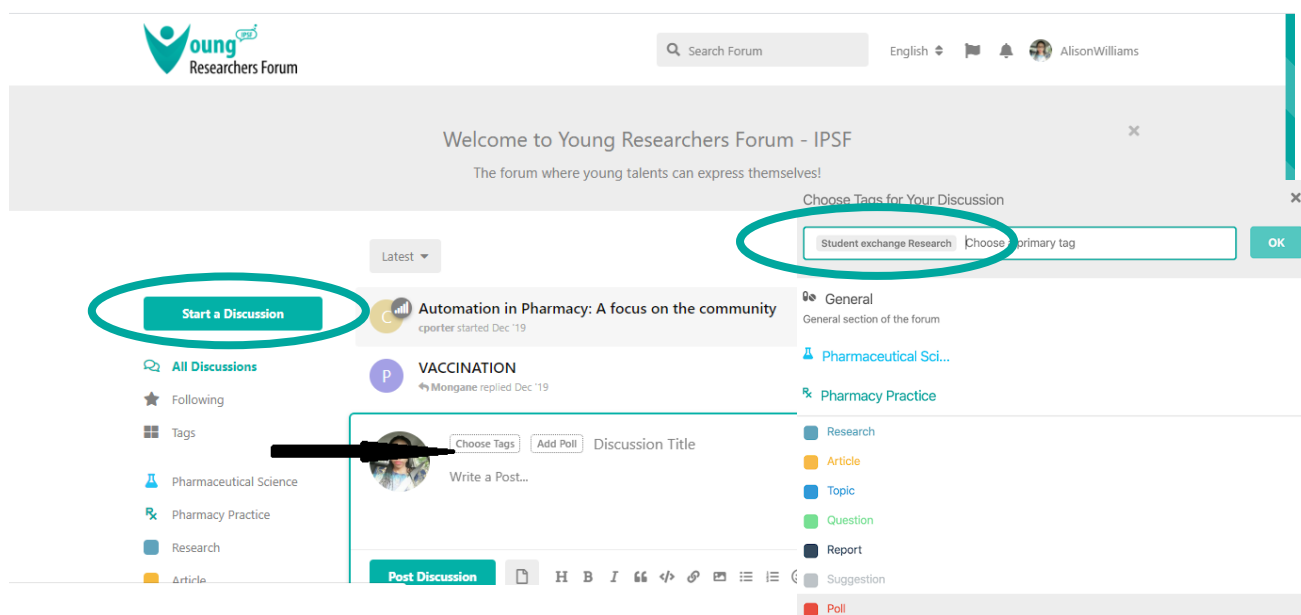 oung IPSF
Researchers Forum
Search Forum
English
AlisonWilliams
Welcome to Young Researchers Forum - IPSF
The forum where young talents can express themselves!
Latest
Start a Discussion
All Discussions
Following
Tags
Pharmaceutical Science
Pharmacy Practice
Research
Article
C
Automation in Pharmacy: A focus on the community
cporter started Dec '19
P
VACCINATION
Mongane replied Dec '19
Choose Tags Add Poll Discussion Title
Write a Post...
Post Discussion H B I
Choose Tags for Your Discussion
Student exchange Research Choose primary tag
OK
General
General section of the forum
Pharmaceutical Sci...
Pharmacy Practice
Research
Article
Topic
Question
Report
Suggestion
Poll